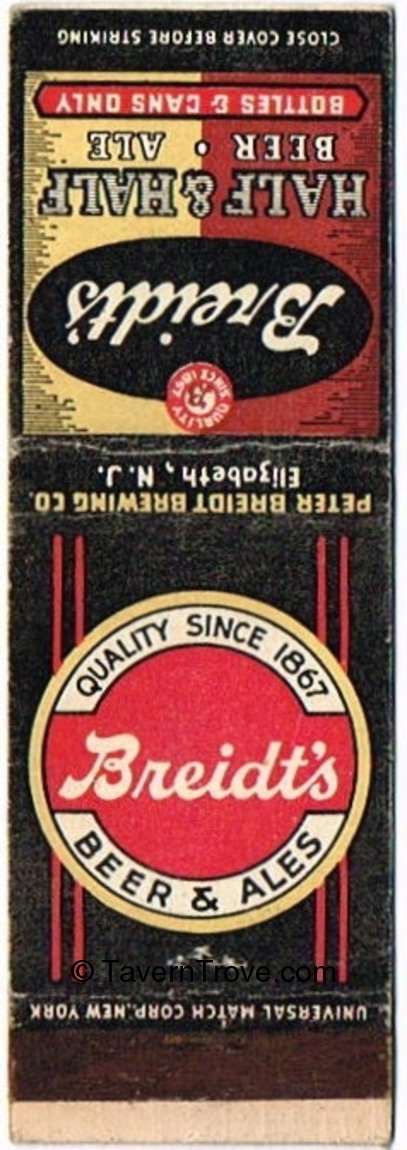 CLOSE COVER BEFORE STRIKING
BOTTLES & CANS ONLY
BEER • ALE
HALF & HALF
Breidt's
QUALITY
B
SINCE 1867
Elizabeth, N. J.
PETER BREIDT BREWING CO.
QUALITY SINCE 1867
Breidt's
BEER & ALES
© TavernTrove.com
UNIVERSAL MATCH CORP. NEW YORK